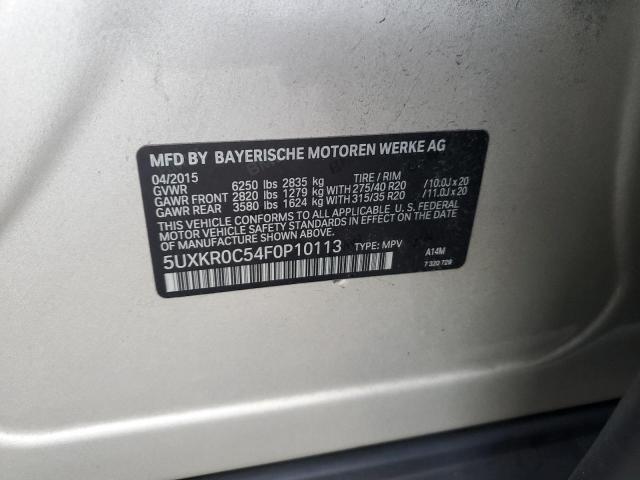 MFD BY BAYERISCHE MOTOREN WERKE AG
04/2015
GVWR 6250 lbs 2835 kg TIRE / RIM
GAWR FRONT 2820 lbs 1279 kg WITH 275/40 R20 /10.0J x 20
GAWR REAR 3580 lbs 1624 kg WITH 315/35 R20 /11.0J x 20
THIS VEHICLE CONFORMS TO ALL APPLICABLE U.S. FEDERAL
MOTOR VEHICLE SAFETY STANDARDS IN EFFECT ON THE
DATE OF MANUFACTURE SHOWN ABOVE.
5UXKR0C54F0P10113 TYPE: MPV A14M
7 320 729